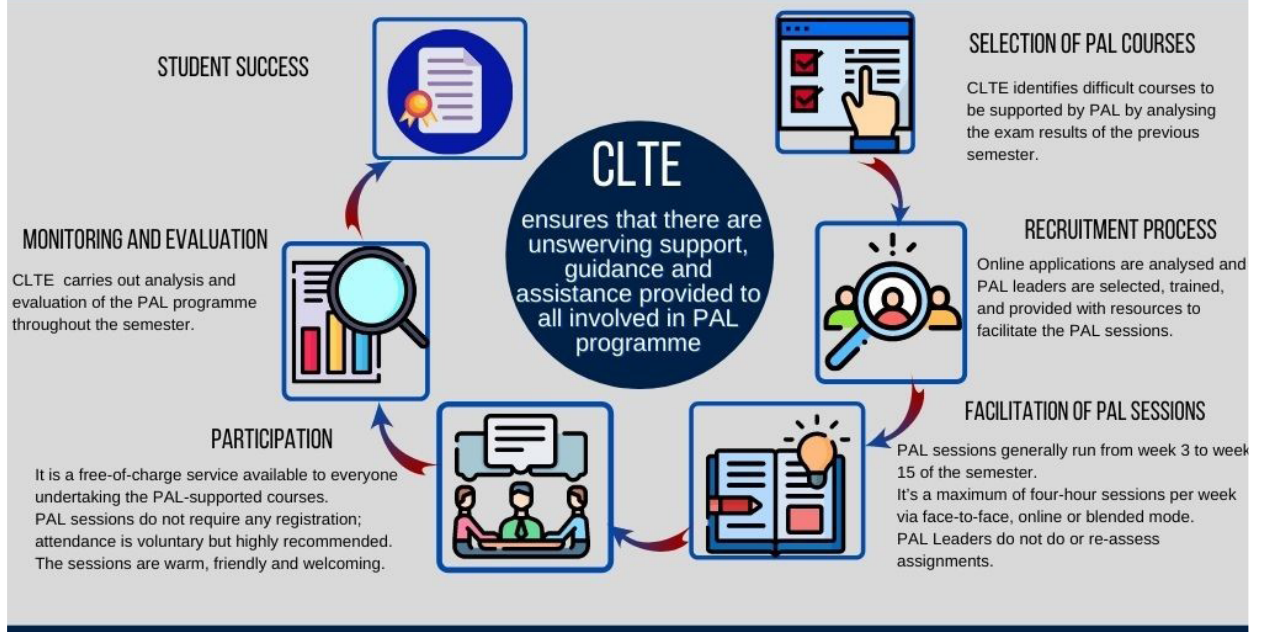 CLTE
ensures that there are
unswerving support,
guidance and
assistance provided to
all involved in PAL
programme
SELECTION OF PAL COURSES
CLTE identifies difficult courses to
be supported by PAL by analysing
the exam results of the previous
semester.
RECRUITMENT PROCESS
Online applications are analysed and
PAL leaders are selected, trained,
and provided with resources to
facilitate the PAL sessions.
FACILITATION OF PAL SESSIONS
PAL sessions generally run from week 3 to week
15 of the semester.
It's a maximum of four-hour sessions per week
via face-to-face, online or blended mode.
PAL Leaders do not do or re-assess
assignments.
PARTICIPATION
It is a free-of-charge service available to everyone
undertaking the PAL-supported courses.
PAL sessions do not require any registration;
attendance is voluntary but highly recommended.
The sessions are warm, friendly and welcoming.
MONITORING AND EVALUATION
CLTE  carries out analysis and
evaluation of the PAL programme
throughout the semester.
STUDENT SUCCESS